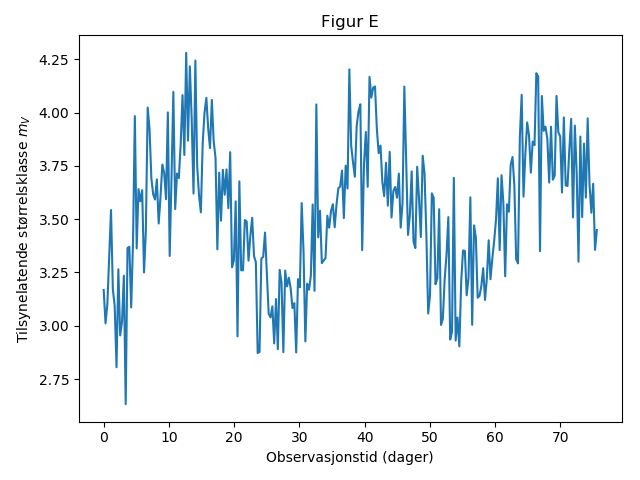 Figur E
Tilsynelatende størrelsesklasse $m_V$
4.25
4.00
3.75
3.50
3.25
3.00
2.75
0 10 20 30 40 50 60 70
Observasjonstid (dager)